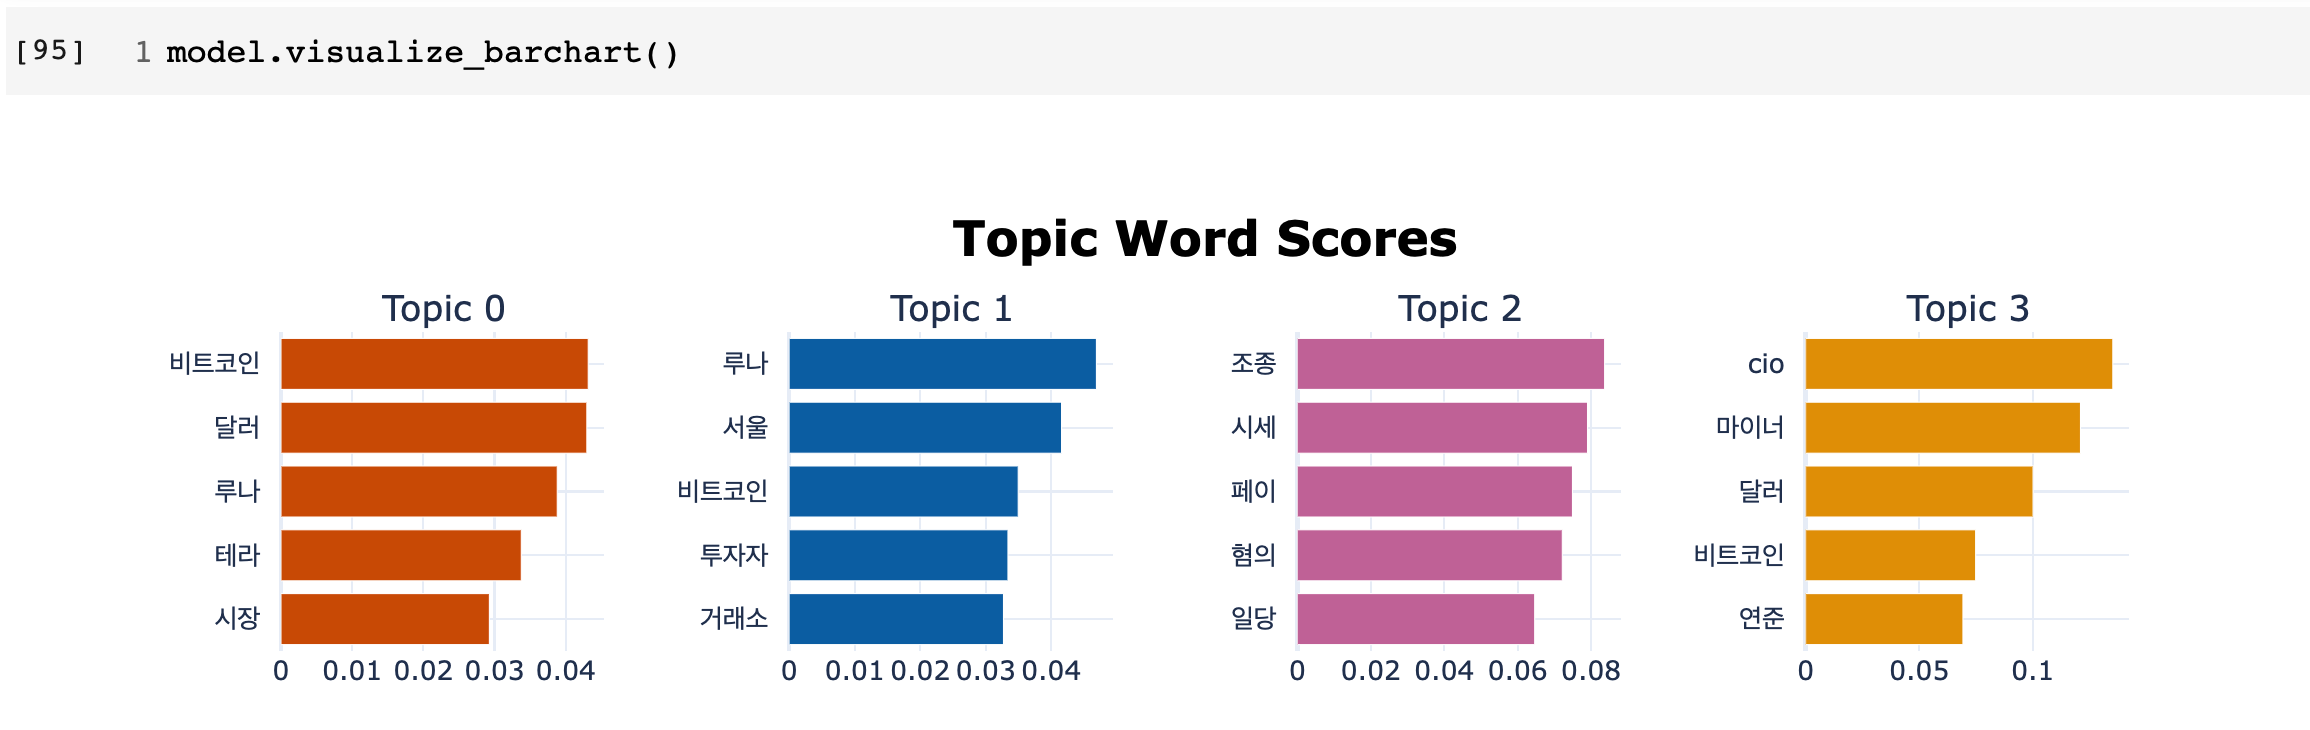 [95] 1 model.visualize_barchart()
Topic Word Scores
Topic 0
비트코인
달러
루나
테라
시장
0 0.01 0.02 0.03 0.04
Topic 1
루나
서울
비트코인
투자자
거래소
0 0.01 0.02 0.03 0.04
Topic 2
조종
시세
페이
혐의
일당
0 0.02 0.04 0.06 0.08
Topic 3
cio
마이너
달러
비트코인
연준
0 0.05 0.1